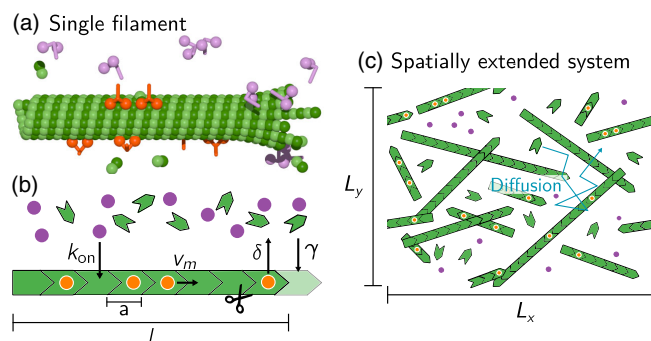 (a) Single filament
(b)
k_on
v_m
δ
γ
a
l
(c) Spatially extended system
L_y
Diffusion
L_x